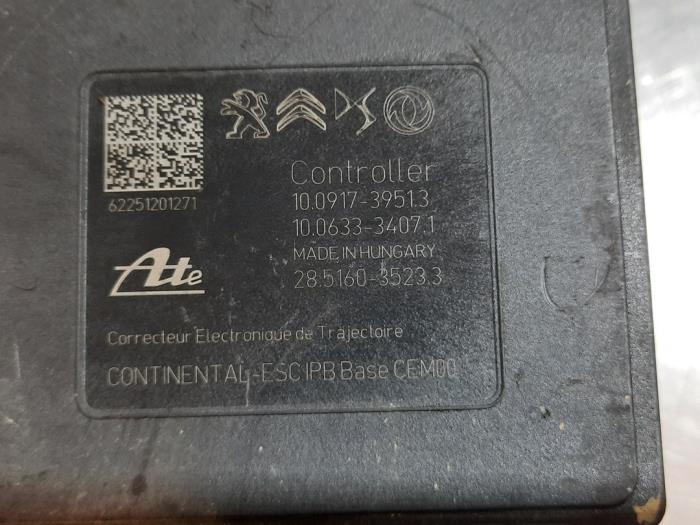 62251201271
DS
Controller
10.0917-3951.3
10.0633-3407.1
MADE IN HUNGARY
28.5160-3523.3
Ate
Correcteur Electronique de Trajectoire
CONTINENTAL-ESC IPB Base CEM00